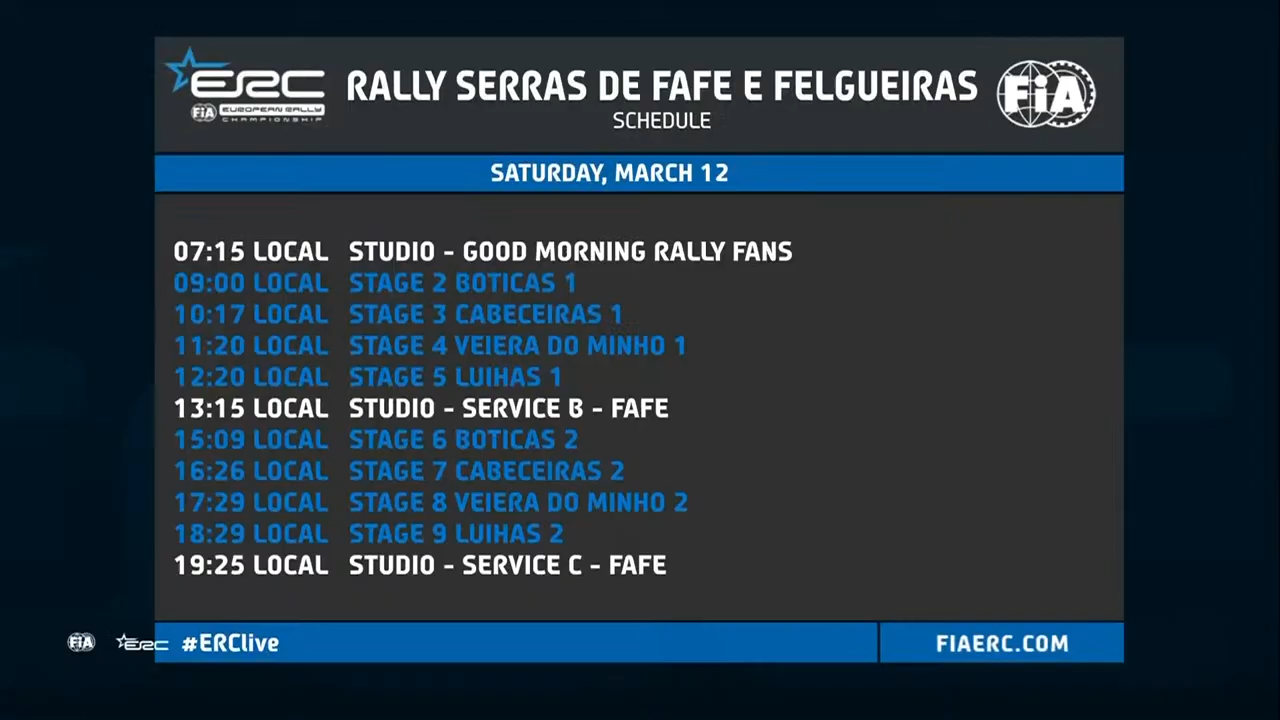 ERC
FIA EUROPEAN RALLY
CHAMPIONSHIP
RALLY SERRAS DE FAFE E FELGUEIRAS
SCHEDULE
FIA
SATURDAY, MARCH 12
07:15 LOCAL STUDIO - GOOD MORNING RALLY FANS
09:00 LOCAL STAGE 2 BOTICAS 1
10:17 LOCAL STAGE 3 CABECEIRAS 1
11:20 LOCAL STAGE 4 VEIERA DO MINHO 1
12:20 LOCAL STAGE 5 LUIHAS 1
13:15 LOCAL STUDIO - SERVICE B - FAFE
15:09 LOCAL STAGE 6 BOTICAS 2
16:26 LOCAL STAGE 7 CABECEIRAS 2
17:29 LOCAL STAGE 8 VEIERA DO MINHO 2
18:29 LOCAL STAGE 9 LUIHAS 2
19:25 LOCAL STUDIO - SERVICE C - FAFE
FIA ERC #ERClive FIAERC.COM